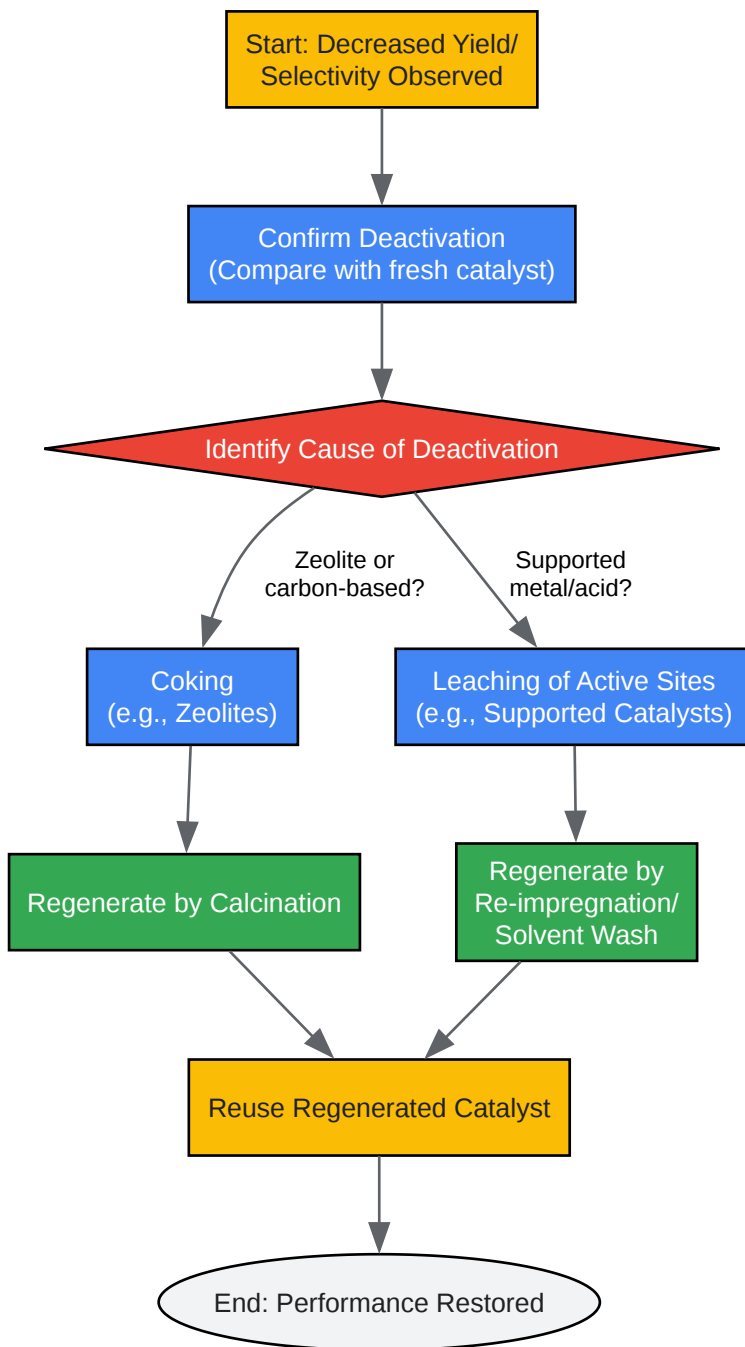 Start: Decreased Yield/
Selectivity Observed
Confirm Deactivation
(Compare with fresh catalyst)
Identify Cause of Deactivation
Zeolite or
carbon-based?
Supported
metal/acid?
Coking
(e.g., Zeolites)
Leaching of Active Sites
(e.g., Supported Catalysts)
Regenerate by Calcination
Regenerate by
Re-impregnation/
Solvent Wash
Reuse Regenerated Catalyst
End: Performance Restored